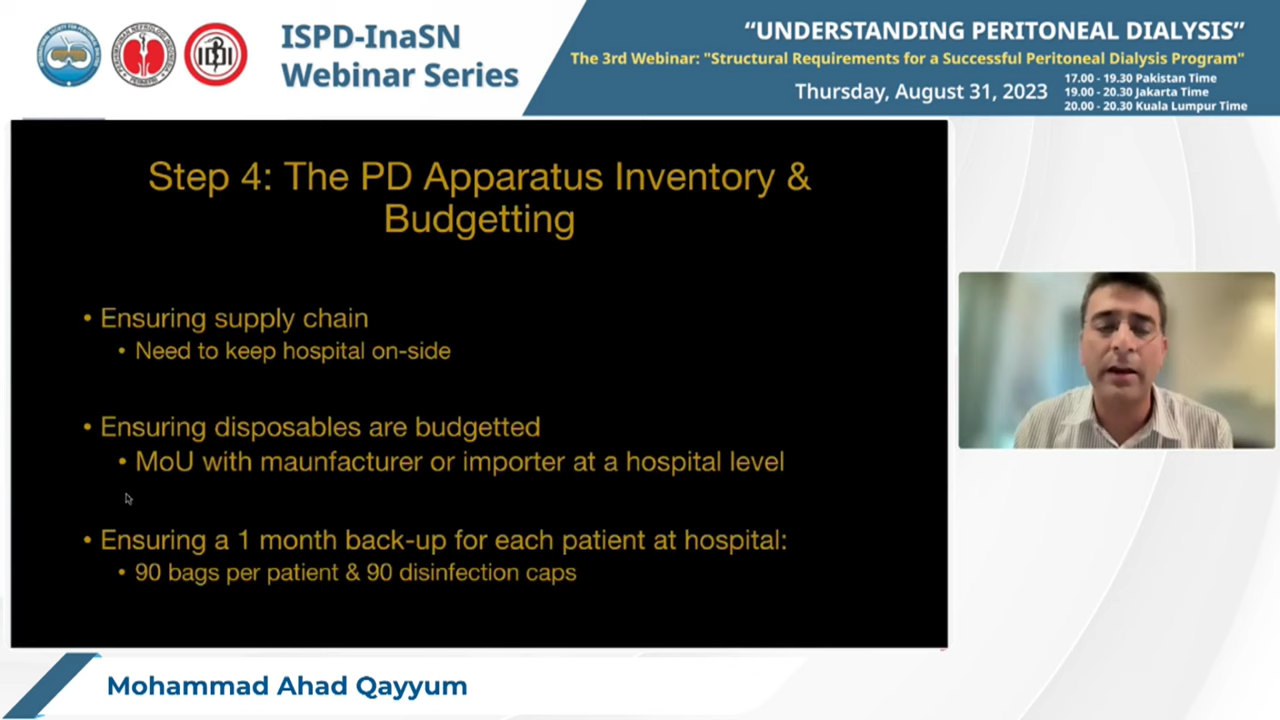 ISPD-InaSN
Webinar Series
“UNDERSTANDING PERITONEAL DIALYSIS”
The 3rd Webinar: "Structural Requirements for a Successful Peritoneal Dialysis Program"
Thursday, August 31, 2023
17.00 - 19.30 Pakistan Time
19.00 - 20.30 Jakarta Time
20.00 - 20.30 Kuala Lumpur Time
Step 4: The PD Apparatus Inventory &
Budgetting
• Ensuring supply chain
• Need to keep hospital on-side
• Ensuring disposables are budgetted
• MoU with maunfacturer or importer at a hospital level
• Ensuring a 1 month back-up for each patient at hospital:
• 90 bags per patient & 90 disinfection caps
Mohammad Ahad Qayyum